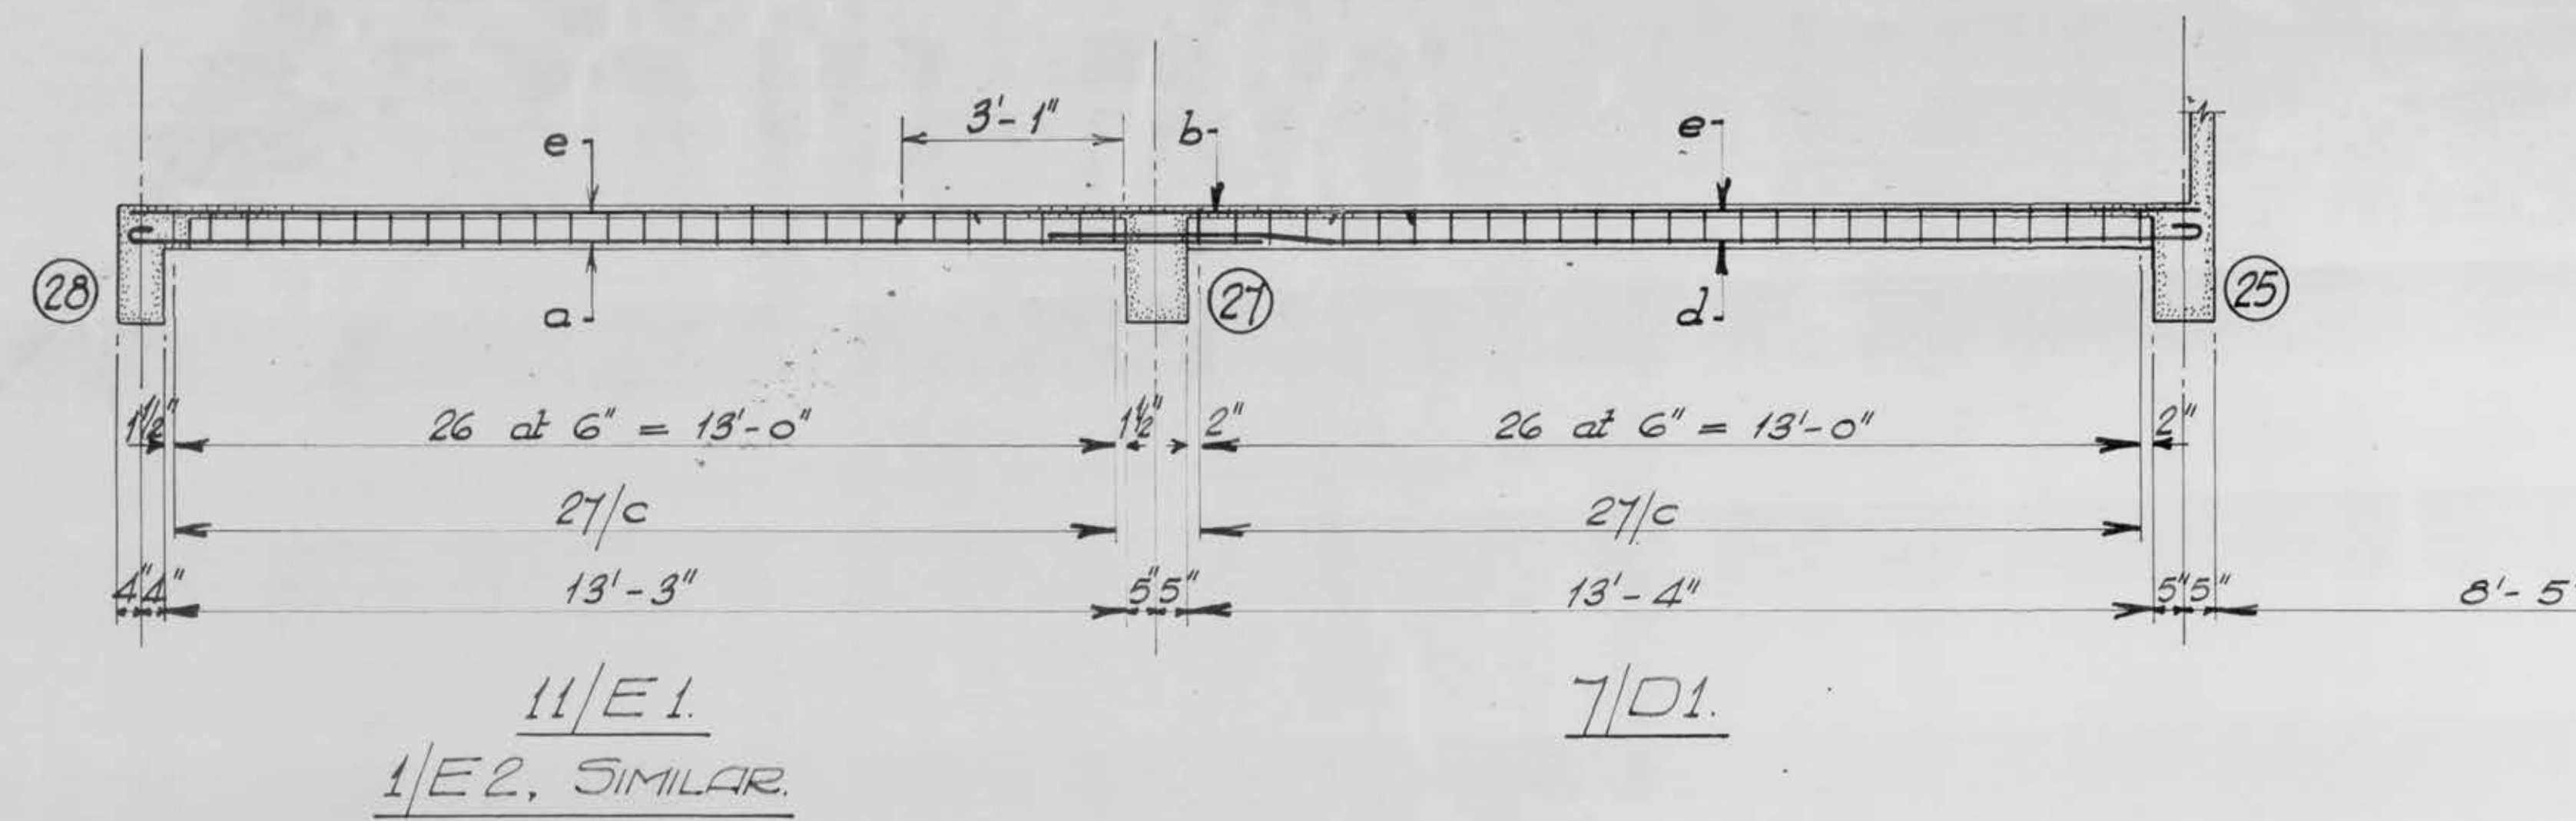 3'-1"
e
b
e
28
a
27
d
25
1½"
26 at 6" = 13'-0"
1½"
2"
26 at 6" = 13'-0"
2"
27/c
27/c
4" 4"
13'-3"
5" 5"
13'-4"
5" 5"
8'-5"
11/E1.
7/D1.
1/E2, SIMILAR.